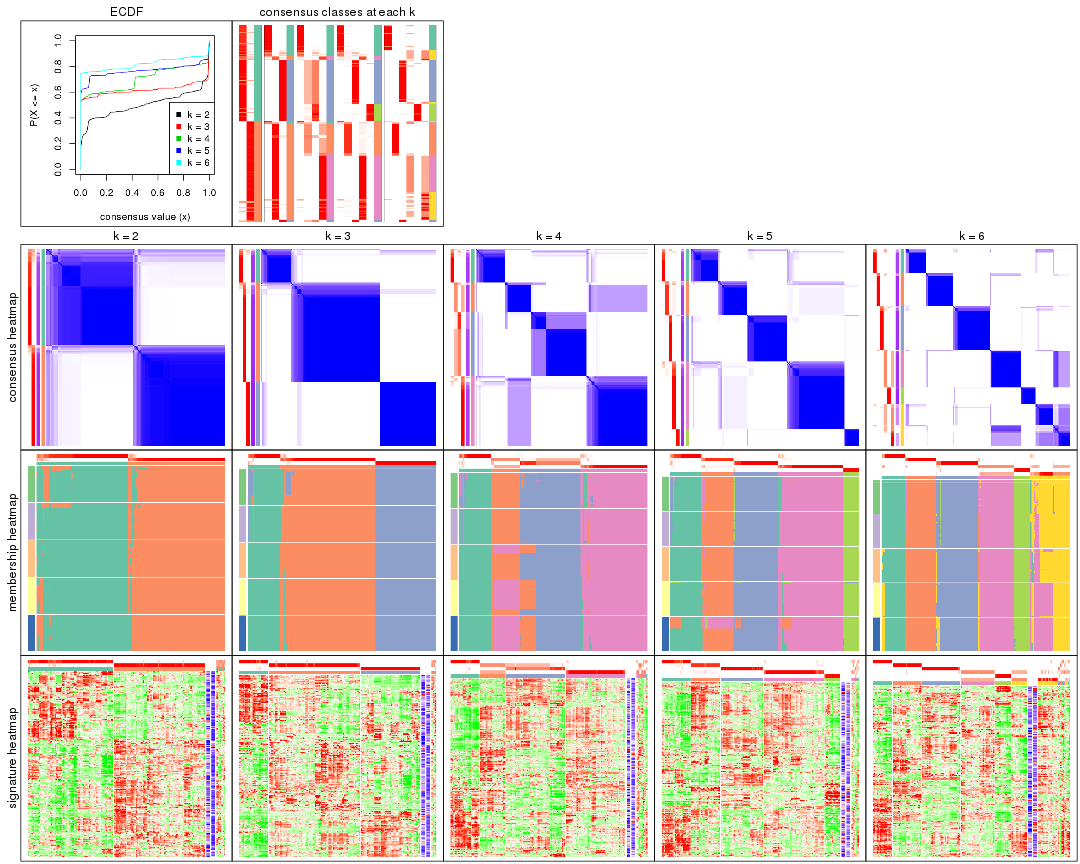 ECDF
consensus classes at each k
P(X <= x)
0.0 0.2 0.4 0.6 0.8 1.0
k = 2
k = 3
k = 4
k = 5
k = 6
0.0 0.2 0.4 0.6 0.8 1.0
consensus value (x)
k = 2
k = 3
k = 4
k = 5
k = 6
consensus heatmap
membership heatmap
signature heatmap